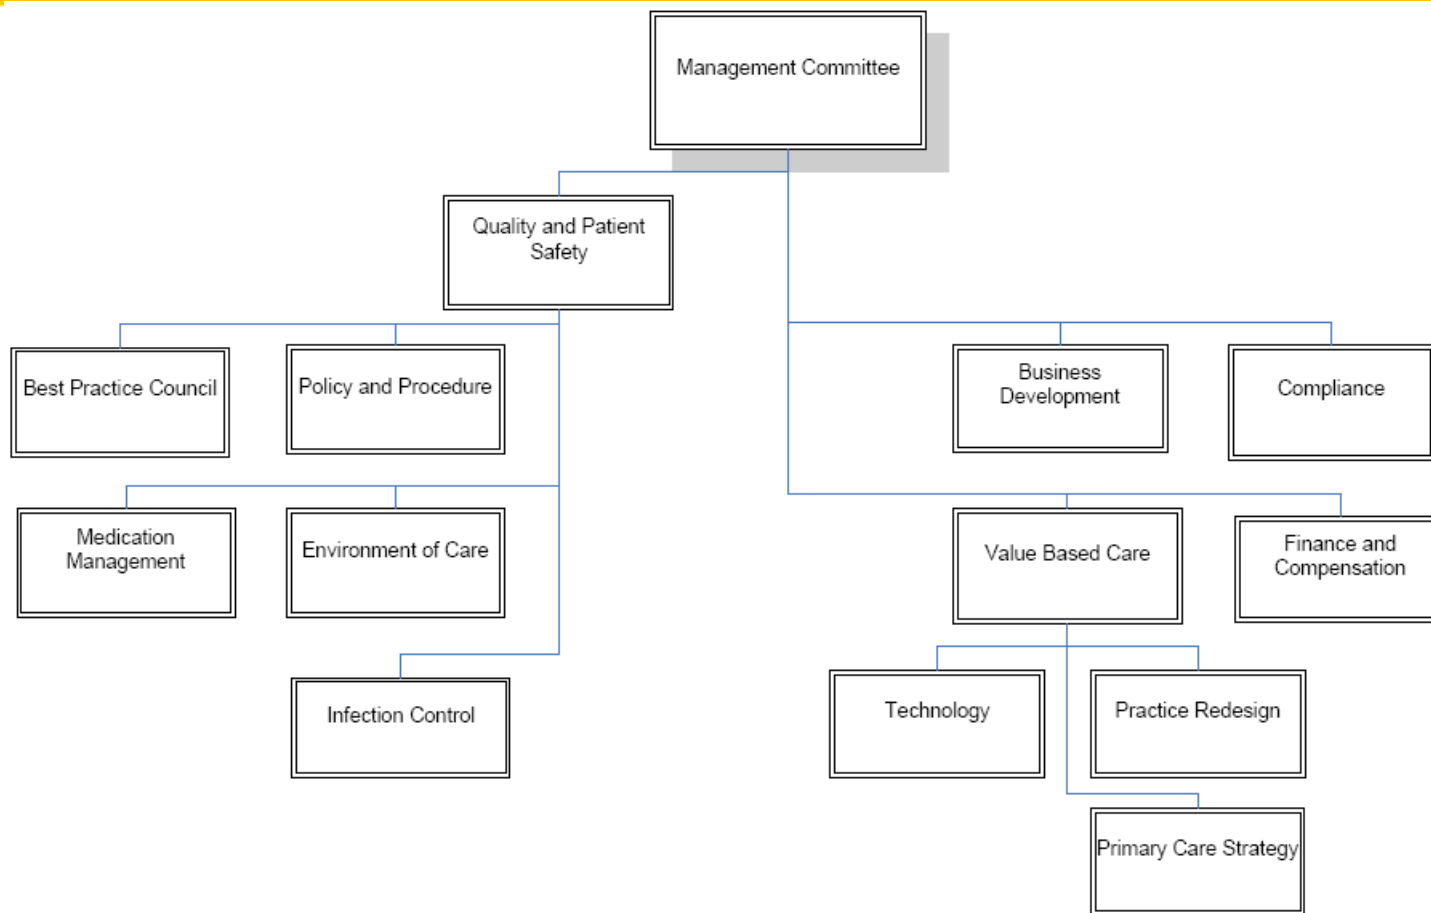 Management Committee
Quality and Patient
Safety
Best Practice Council
Policy and Procedure
Business
Development
Compliance
Medication
Management
Environment of Care
Value Based Care
Finance and
Compensation
Infection Control
Technology
Practice Redesign
Primary Care Strategy